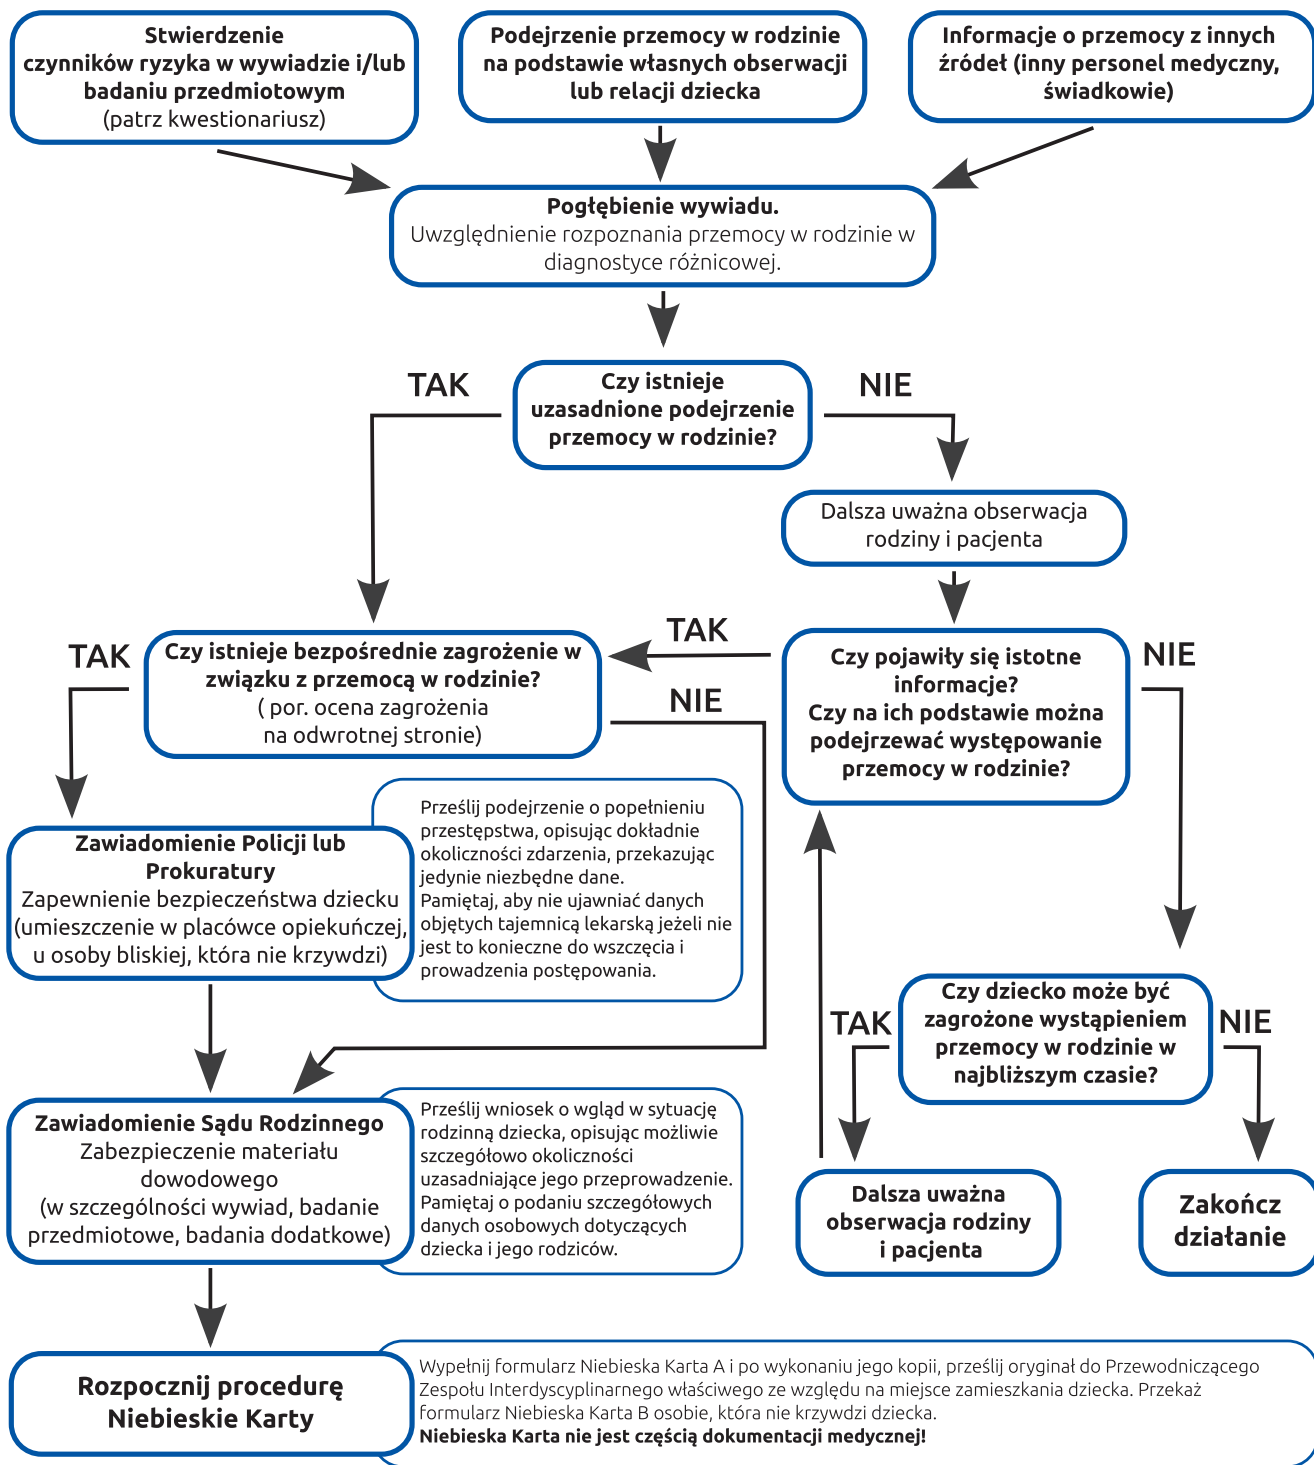 Stwierdzenie
czynników ryzyka w wywiadzie i/lub
badaniu przedmiotowym
(patrz kwestionariusz)
Podejrzenie przemocy w rodzinie
na podstawie własnych obserwacji
lub relacji dziecka
Informacje o przemocy z innych
źródeł (inny personel medyczny,
świadkowie)
Pogłębienie wywiadu.
Uwzględnienie rozpoznania przemocy w rodzinie w
diagnostyce różnicowej.
TAK
Czy istnieje
uzasadnione podejrzenie
przemocy w rodzinie?
NIE
Dalsza uważna obserwacja
rodziny i pacjenta
TAK
Czy istnieje bezpośrednie zagrożenie w
związku z przemocą w rodzinie?
( por. ocena zagrożenia
na odwrotnej stronie)
NIE
TAK
Czy pojawiły się istotne
informacje?
Czy na ich podstawie można
podejrzewać występowanie
przemocy w rodzinie?
NIE
Zawiadomienie Policji lub
Prokuratury
Zapewnienie bezpieczeństwa dziecku
(umieszczenie w placówce opiekuńczej,
u osoby bliskiej, która nie krzywdzi)
Prześlij podejrzenie o popełnieniu
przestępstwa, opisując dokładnie
okoliczności zdarzenia, przekazując
jedynie niezbędne dane.
Pamiętaj, aby nie ujawniać danych
objętych tajemnicą lekarską jeżeli nie
jest to konieczne do wszczęcia i
prowadzenia postępowania.
TAK
Czy dziecko może być
zagrożone wystąpieniem
przemocy w rodzinie w
najbliższym czasie?
NIE
Zawiadomienie Sądu Rodzinnego
Zabezpieczenie materiału
dowodowego
(w szczególności wywiad, badanie
przedmiotowe, badania dodatkowe)
Prześlij wniosek o wgląd w sytuację
rodzinną dziecka, opisując możliwie
szczegółowo okoliczności
uzasadniające jego przeprowadzenie.
Pamiętaj o podaniu szczegółowych
danych osobowych dotyczących
dziecka i jego rodziców.
Dalsza uważna
obserwacja rodziny
i pacjenta
Zakończ
działanie
Rozpocznij procedurę
Niebieskie Karty
Wypełnij formularz Niebieska Karta A i po wykonaniu jego kopii, prześlij oryginał do Przewodniczącego
Zespołu Interdyscyplinarnego właściwego ze względu na miejsce zamieszkania dziecka. Przekaż
formularz Niebieska Karta B osobie, która nie krzywdzi dziecka.
Niebieska Karta nie jest częścią dokumentacji medycznej!